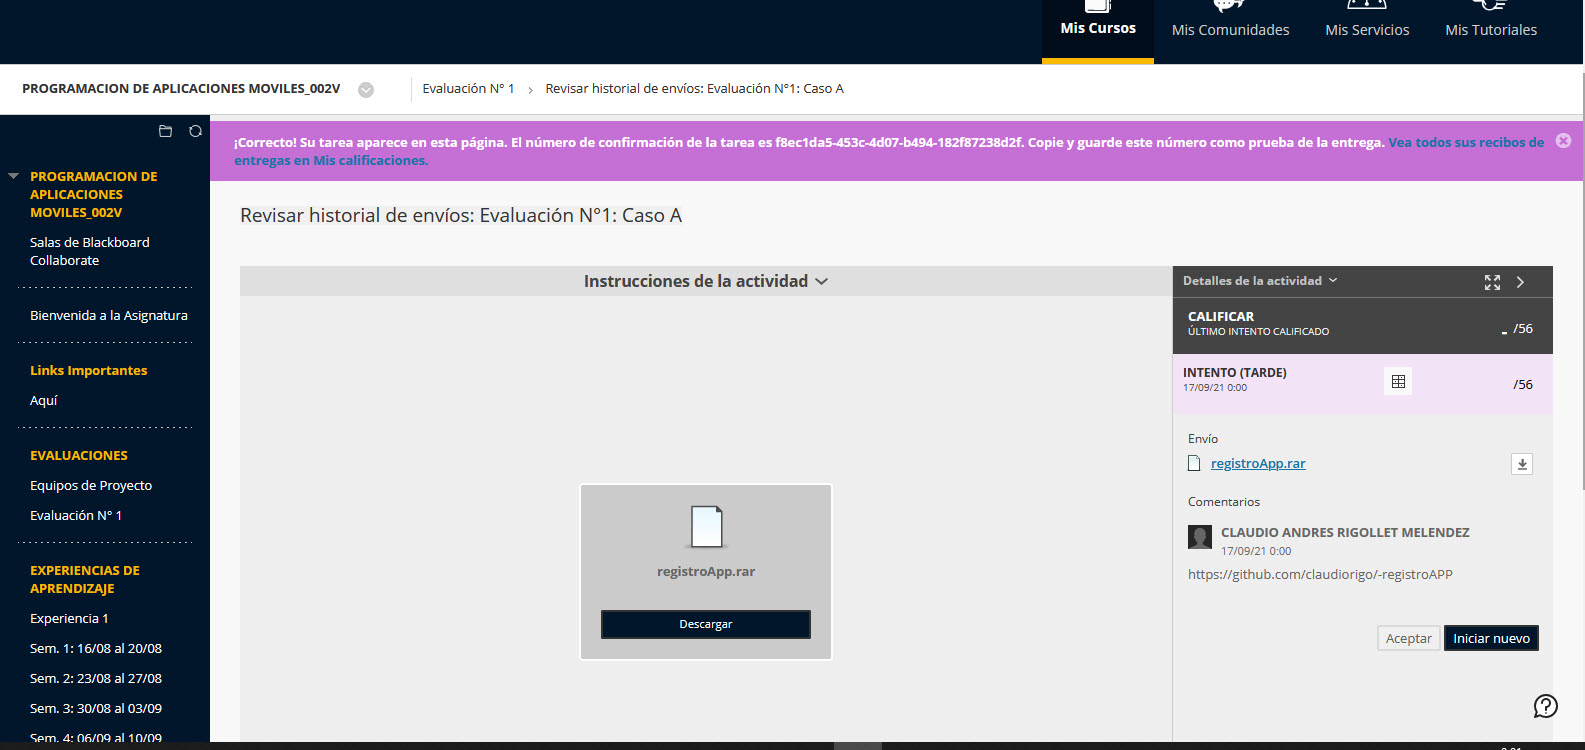 Mis Cursos
Mis Comunidades
Mis Servicios
Mis Tutoriales
PROGRAMACION DE APLICACIONES MOVILES_002V
Evaluación N° 1
Revisar historial de envíos: Evaluación N°1: Caso A
¡Correcto! Su tarea aparece en esta página. El número de confirmación de la tarea es f8ec1da5-453c-4d07-b494-182f87238d2f. Copie y guarde este número como prueba de la entrega. Vea todos sus recibos de
entregas en Mis calificaciones.
PROGRAMACION DE
APLICACIONES
MOVILES_002V
Salas de Blackboard
Collaborate
Bienvenida a la Asignatura
Links Importantes
Aquí
EVALUACIONES
Equipos de Proyecto
Evaluación N° 1
EXPERIENCIAS DE
APRENDIZAJE
Experiencia 1
Sem. 1: 16/08 al 20/08
Sem. 2: 23/08 al 27/08
Sem. 3: 30/08 al 03/09
Sem. 4: 06/09 al 10/09
Revisar historial de envíos: Evaluación N°1: Caso A
Instrucciones de la actividad
registroApp.rar
Descargar
Detalles de la actividad
CALIFICAR
ÚLTIMO INTENTO CALIFICADO
- /56
INTENTO (TARDE)
17/09/21 0:00
/56
Envío
registroApp.rar
Comentarios
CLAUDIO ANDRES RIGOLLET MELENDEZ
17/09/21 0:00
https://github.com/claudiorigo/-registroAPP
Aceptar
Iniciar nuevo